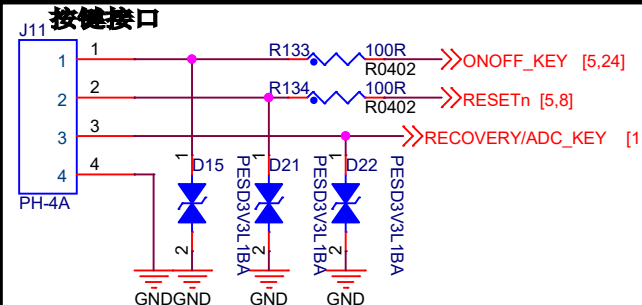 按键接口
J11
1 1 R133 100R ONOFF_KEY [5,24]
R0402
2 2 R134 100R RESETn [5,8]
R0402
3 3 RECOVERY/ADC_KEY [1
4 4
PH-4A
1 D15 1 D21 1 D22
PESD3V3L1BA PESD3V3L1BA PESD3V3L1BA
2 2 2
GND GND GND GND